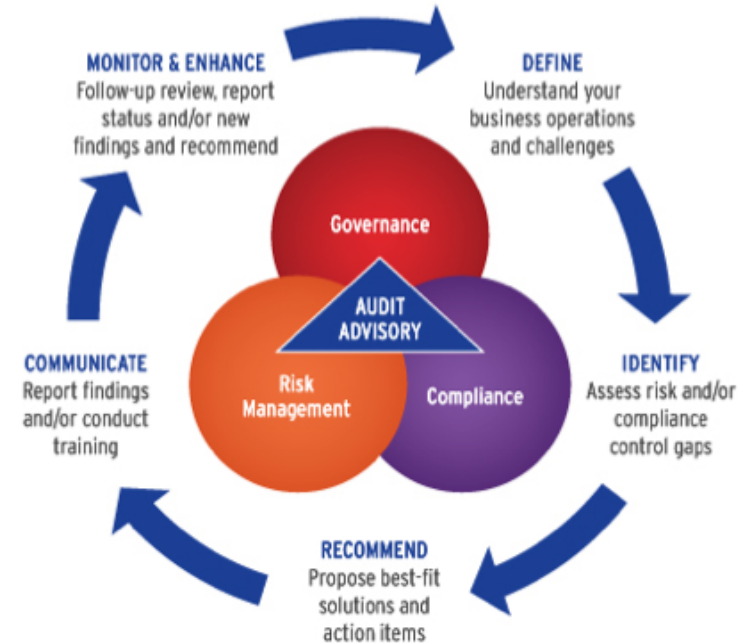 MONITOR & ENHANCE
Follow-up review, report
status and/or new
findings and recommend
DEFINE
Understand your
business operations
and challenges
Governance
AUDIT
ADVISORY
Risk
Management
Compliance
COMMUNICATE
Report findings
and/or conduct
training
IDENTIFY
Assess risk and/or
compliance
control gaps
RECOMMEND
Propose best-fit
solutions and
action items